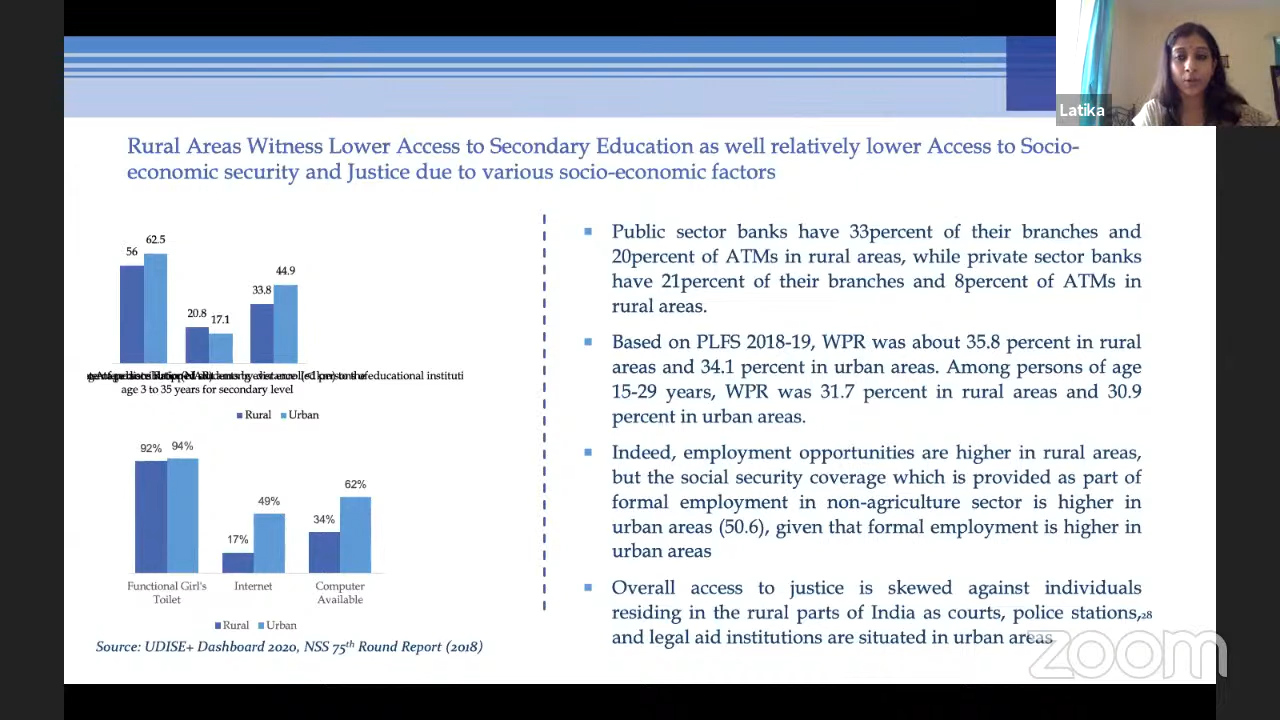 Latika
Rural Areas Witness Lower Access to Secondary Education as well relatively lower Access to Socio-
economic security and Justice due to various socio-economic factors
56
62.5
20.8
17.1
33.8
44.9
age 3 to 35 years for secondary level
Rural Urban
92%
94%
17%
49%
34%
62%
Functional Girl's
Toilet
Internet
Computer
Available
Rural Urban
Source: UDISE+ Dashboard 2020, NSS 75th Round Report (2018)
Public sector banks have 33percent of their branches and
20percent of ATMs in rural areas, while private sector banks
have 21percent of their branches and 8percent of ATMs in
rural areas.
Based on PLFS 2018-19, WPR was about 35.8 percent in rural
areas and 34.1 percent in urban areas. Among persons of age
15-29 years, WPR was 31.7 percent in rural areas and 30.9
percent in urban areas.
Indeed, employment opportunities are higher in rural areas,
but the social security coverage which is provided as part of
formal employment in non-agriculture sector is higher in
urban areas (50.6), given that formal employment is higher in
urban areas
Overall access to justice is skewed against individuals
residing in the rural parts of India as courts, police stations,
28
and legal aid institutions are situated in urban areas
zoom